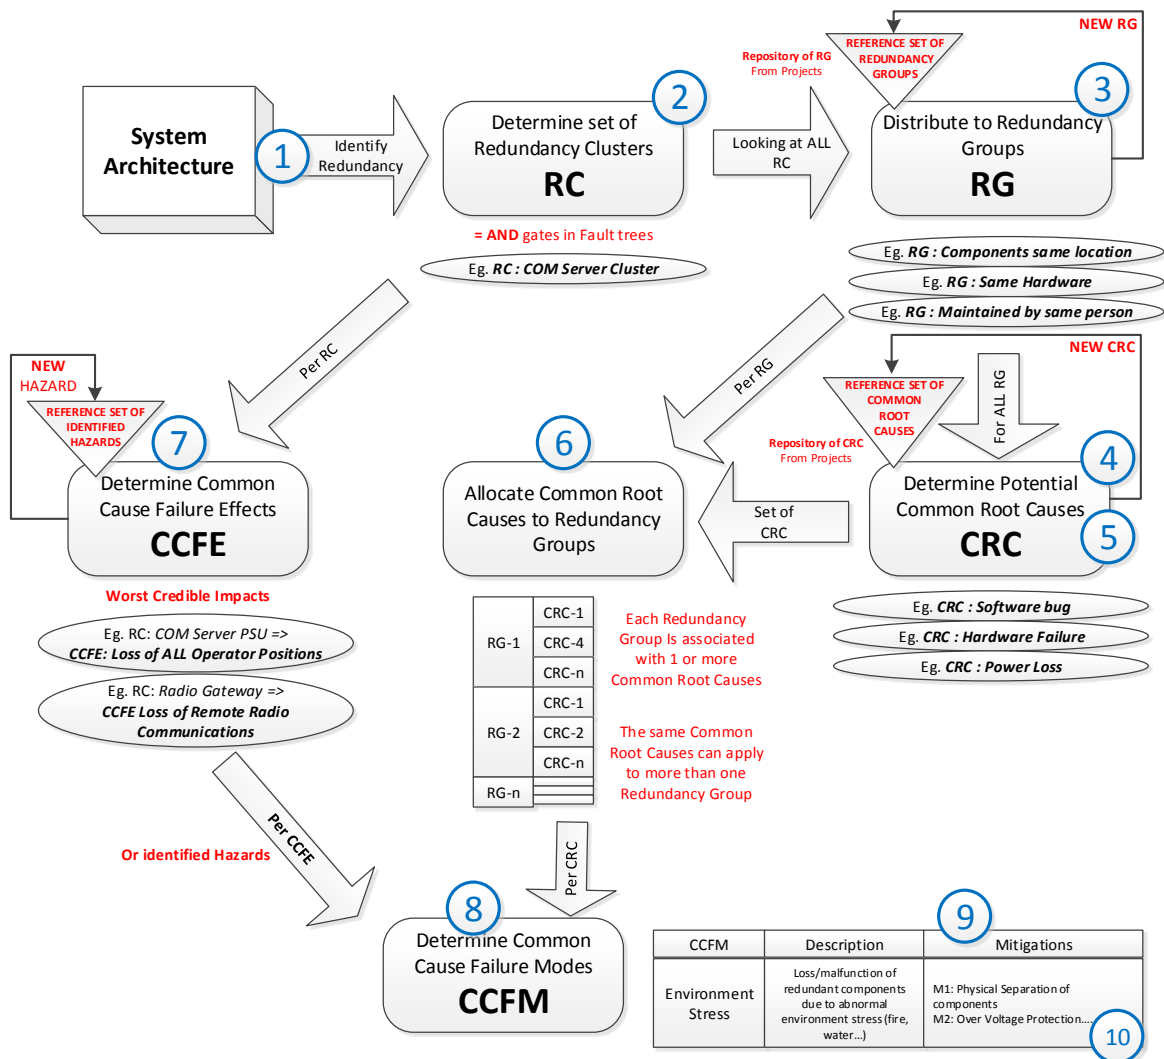 System
Architecture
1
Identify
Redundancy
2
Determine set of
Redundancy Clusters
RC
= AND gates in Fault trees
Eg. RC : COM Server Cluster
Looking at ALL
RC
Repository of RG
From Projects
REFERENCE SET OF
REDUNDANCY
GROUPS
NEW RG
3
Distribute to Redundancy
Groups
RG
Eg. RG : Components same location
Eg. RG : Same Hardware
Eg. RG : Maintained by same person
Per RC
Per RG
For ALL RG
NEW CRC
REFERENCE SET OF
COMMON
ROOT
CAUSES
Repository of CRC
From Projects
4
Determine Potential
Common Root Causes
CRC
5
Eg. CRC : Software bug
Eg. CRC : Hardware Failure
Eg. CRC : Power Loss
Set of
CRC
6
Allocate Common Root
Causes to Redundancy
Groups
NEW
HAZARD
REFERENCE SET OF
IDENTIFIED
HAZARDS
7
Determine Common
Cause Failure Effects
CCFE
Worst Credible Impacts
Eg. RC: COM Server PSU =>
CCFE: Loss of ALL Operator Positions
Eg. RC: Radio Gateway =>
CCFE Loss of Remote Radio
Communications
RG-1
CRC-1
CRC-4
CRC-n
RG-2
CRC-1
CRC-2
CRC-n
RG-n
Each Redundancy
Group Is associated
with 1 or more
Common Root Causes
The same Common
Root Causes can apply
to more than one
Redundancy Group
Per CCFE
Or identified Hazards
Per CRC
8
Determine Common
Cause Failure Modes
CCFM
9
CCFM
Description
Mitigations
Environment
Stress
Loss/malfunction of
redundant components
due to abnormal
environment stress (fire,
water…)
M1: Physical Separation of
components
M2: Over Voltage Protection….
10